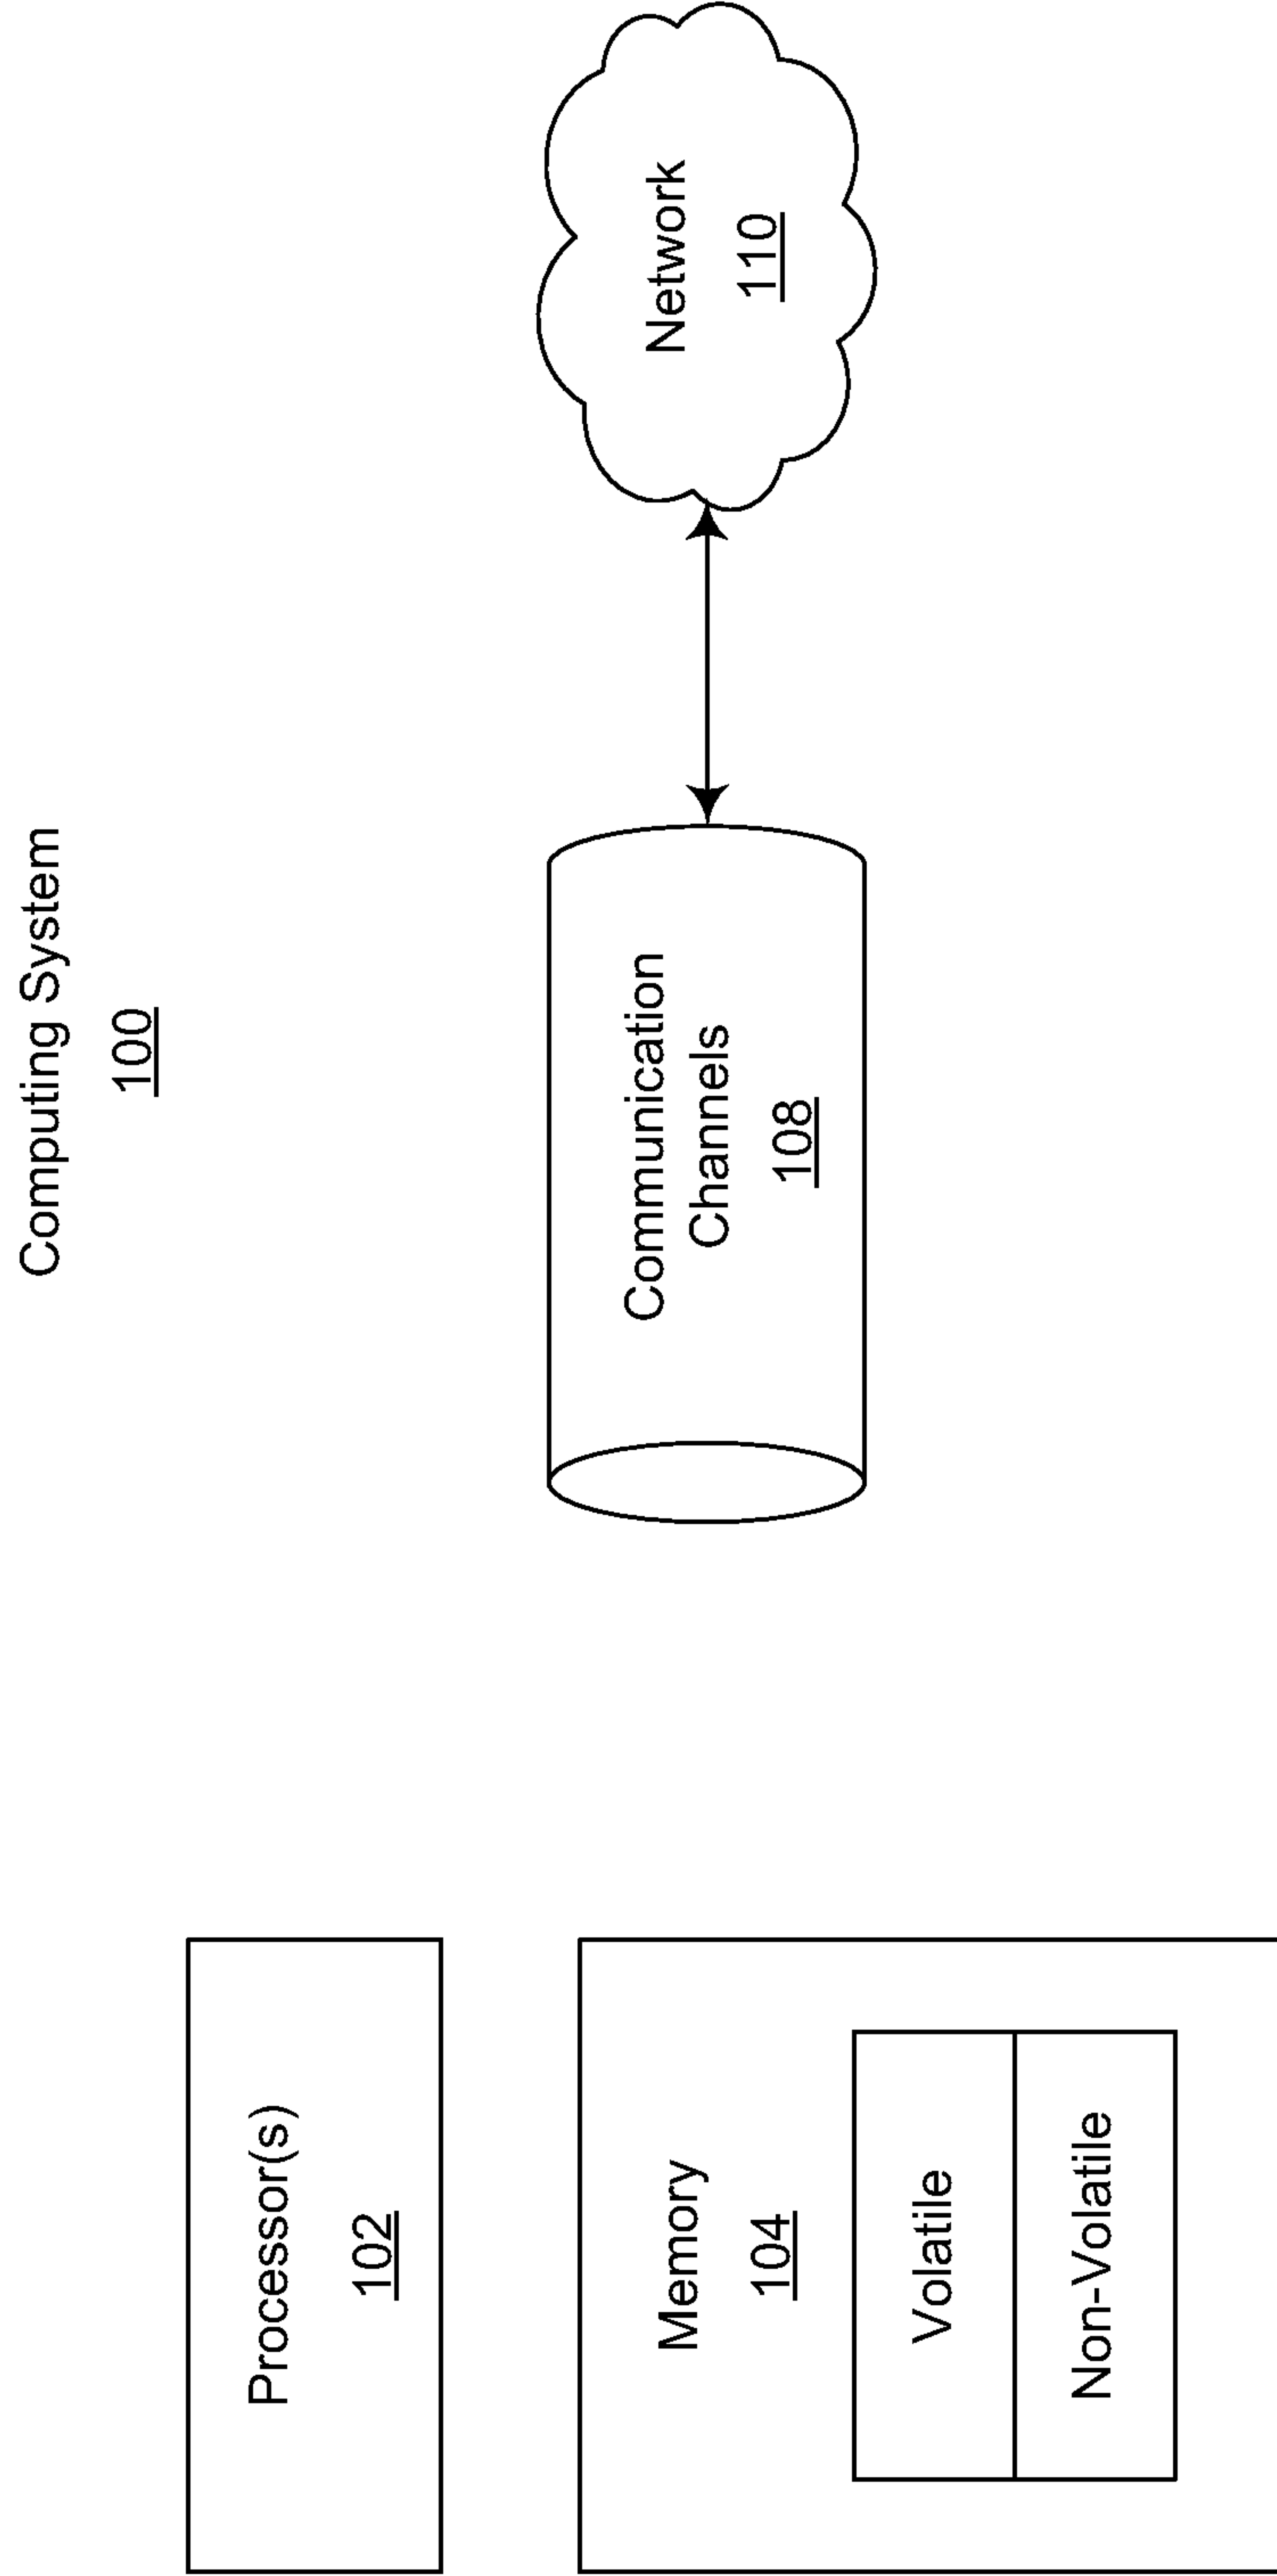 Computing System
100
Processor(s)
102
Memory
104
Volatile
Non-Volatile
Communication
Channels
108
Network
110